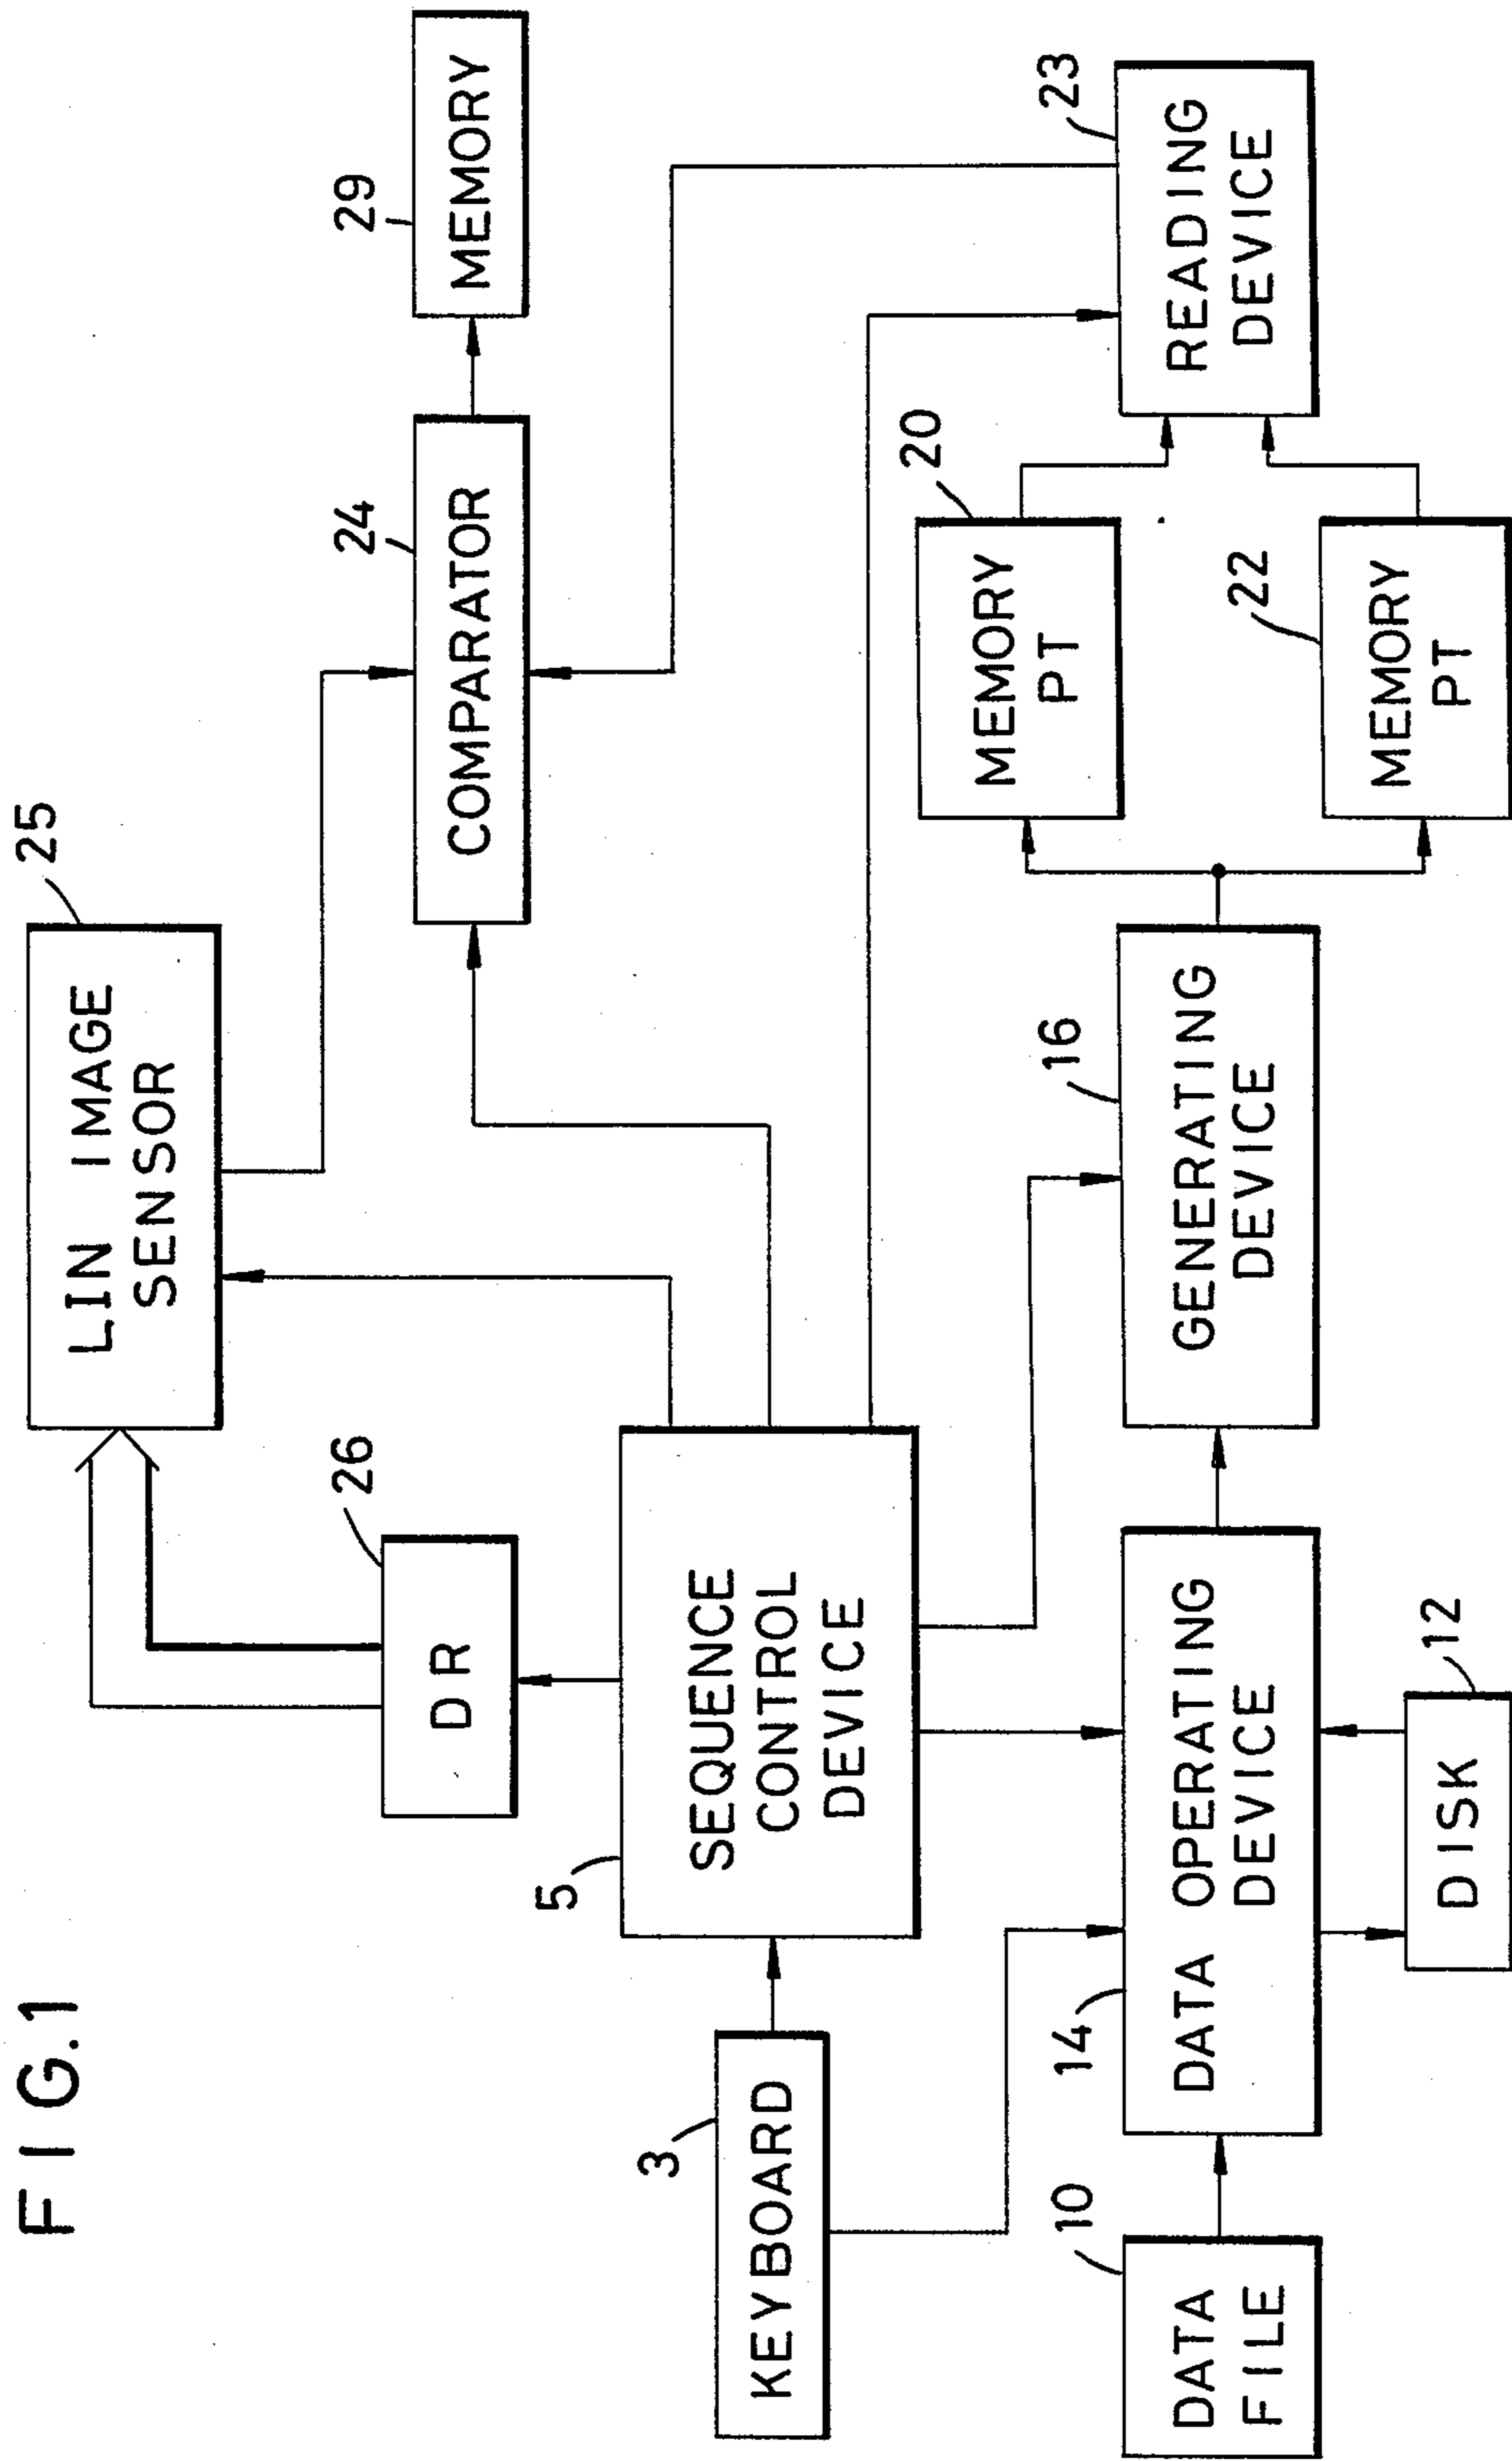 FIG.1
25
LIN IMAGE
SENSOR
26
DR
24
COMPARATOR
29
MEMORY
5
SEQUENCE
CONTROL
DEVICE
3
KEYBOARD
10
DATA
FILE
14
DATA OPERATING
DEVICE
12
DISK
16
GENERATING
DEVICE
20
MEMORY
PT
22
MEMORY
PT
23
READING
DEVICE